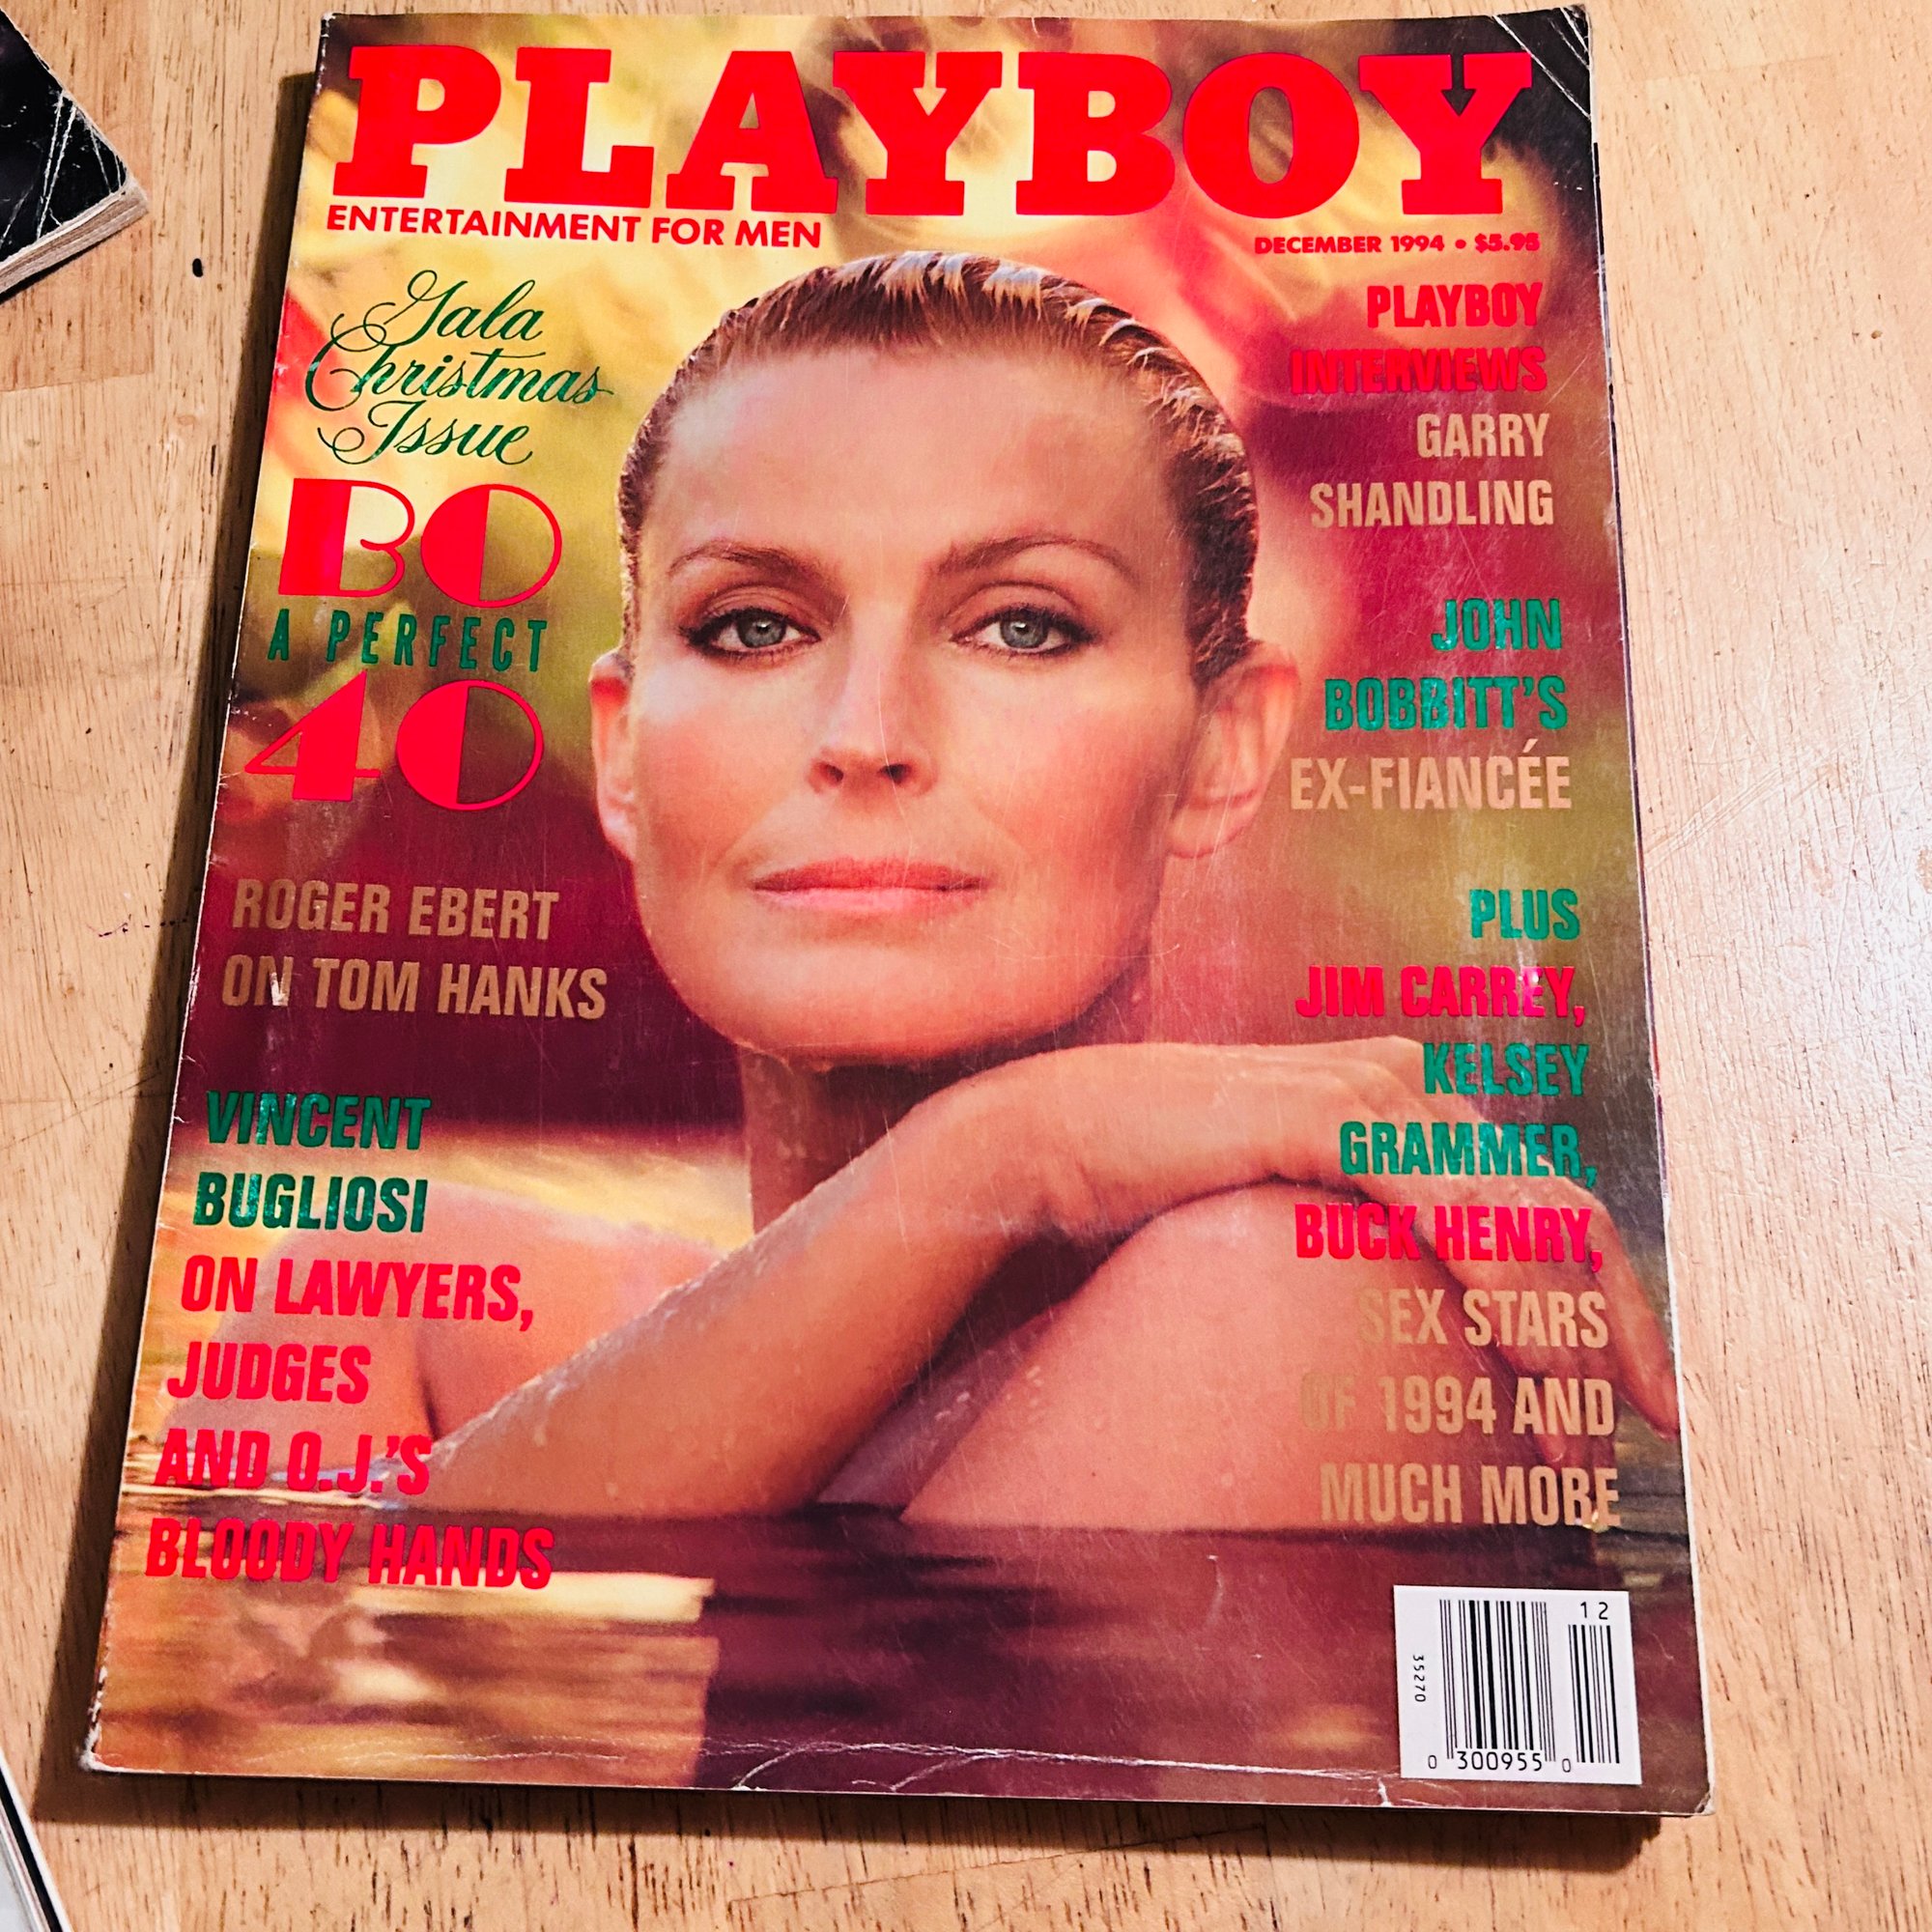 PLAYBOY
ENTERTAINMENT FOR MEN
DECEMBER 1994 • $5.95
Gala
Christmas
Issue
BO
A PERFECT
40
ROGER EBERT
ON TOM HANKS
VINCENT
BUGLIOSI
ON LAWYERS,
JUDGES
AND O.J.'S
BLOODY HANDS
PLAYBOY
INTERVIEWS
GARRY
SHANDLING
JOHN
BOBBITT'S
EX-FIANCÉE
PLUS
JIM CARREY,
KELSEY
GRAMMER,
BUCK HENRY,
SEX STARS
OF 1994 AND
MUCH MORE
12
35270
0 300955 0